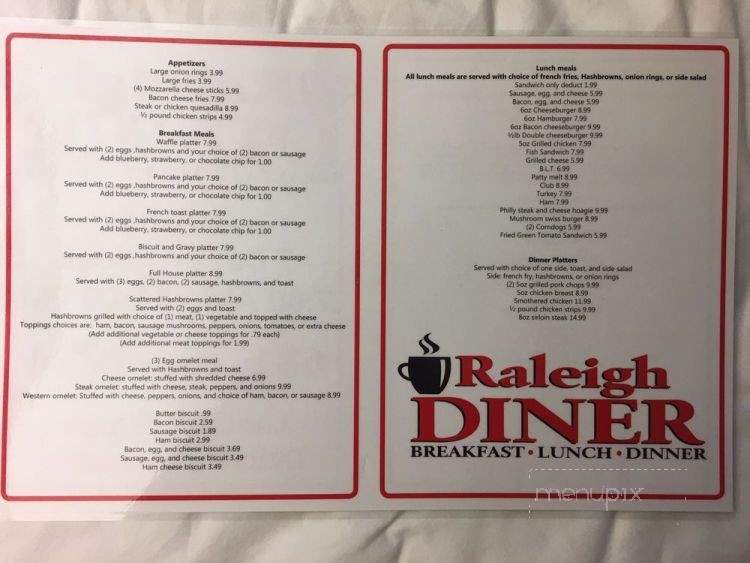 Appetizers
Large onion rings 3.99
Large fries 3.99
(4) Mozzarella cheese sticks 5.99
Bacon cheese fries 7.99
Steak or chicken quesadilla 8.99
½ pound chicken strips 4.99
Breakfast Meals
Waffle platter 7.99
Served with (2) eggs ,hashbrowns and your choice of (2) bacon or sausage
Add blueberry, strawberry, or chocolate chip for 1.00
Pancake platter 7.99
Served with (2) eggs ,hashbrowns and your choice of (2) bacon or sausage
Add blueberry, strawberry, or chocolate chip for 1.00
French toast platter 7.99
Served with (2) eggs ,hashbrowns and your choice of (2) bacon or sausage
Add blueberry, strawberry, or chocolate chip for 1.00
Biscuit and Gravy platter 7.99
Served with (2) eggs ,hashbrowns and your choice of (2) bacon or sausage
Full House platter 8.99
Served with (3) eggs, (2) bacon, (2) sausage, hashbrowns, and toast
Scattered Hashbrowns platter 7.99
Served with (2) eggs and toast
Hashbrowns grilled with choice of (1) meat, (1) vegetable and topped with cheese
Toppings choices are: ham, bacon, sausage mushrooms, peppers, onions, tomatoes, or extra cheese
(Add additional vegetable or cheese toppings for .79 each)
(Add additional meat toppings for 1.99)
(3) Egg omelet meal
Served with Hashbrowns and toast
Cheese omelet: stuffed with shredded cheese 6.99
Steak omelet: stuffed with cheese, steak, peppers, and onions 9.99
Western omelet: Stuffed with cheese, peppers, onions, and choice of ham, bacon, or sausage 8.99
Butter biscuit .99
Bacon biscuit 2.59
Sausage biscuit 1.89
Ham biscuit 2.99
Bacon, egg, and cheese biscuit 3.69
Sausage, egg, and cheese biscuit 3.49
Ham cheese biscuit 3.49
Lunch meals
All lunch meals are served with choice of french fries, Hashbrowns, onion rings, or side salad
Sandwich only deduct 1.99
Sausage, egg, and cheese 5.99
Bacon, egg, and cheese 5.99
6oz Cheeseburger 8.99
6oz Hamburger 7.99
6oz Bacon cheeseburger 9.99
½lb Double cheeseburger 9.99
5oz Grilled chicken 7.99
Fish Sandwich 7.99
Grilled cheese 5.99
B.L.T. 6.99
Patty melt 8.99
Club 8.99
Turkey 7.99
Ham 7.99
Philly steak and cheese hoagie 9.99
Mushroom swiss burger 8.99
(2) Corndogs 5.99
Fried Green Tomato Sandwich 5.99
Dinner Platters
Served with choice of one side, toast, and side salad
Side: french fry, hashbrowns, or onion rings
(2) 5oz grilled pork chops 9.99
5oz chicken breast 8.99
Smothered chicken 11.99
½ pound chicken strips 9.99
8oz sirloin steak 14.99
Raleigh
DINER
BREAKFAST • LUNCH • DINNER
menupix